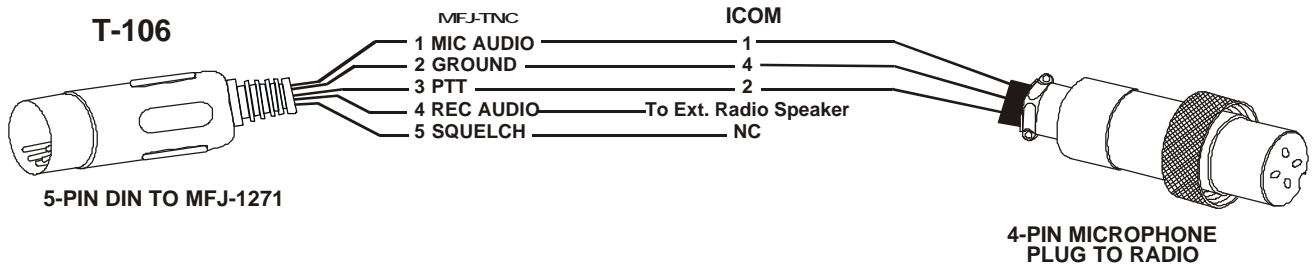 T-106
MFJ-TNC ICOM
1 MIC AUDIO 1
2 GROUND 4
3 PTT 2
4 REC AUDIO To Ext. Radio Speaker
5 SQUELCH NC
5-PIN DIN TO MFJ-1271
4-PIN MICROPHONE
PLUG TO RADIO